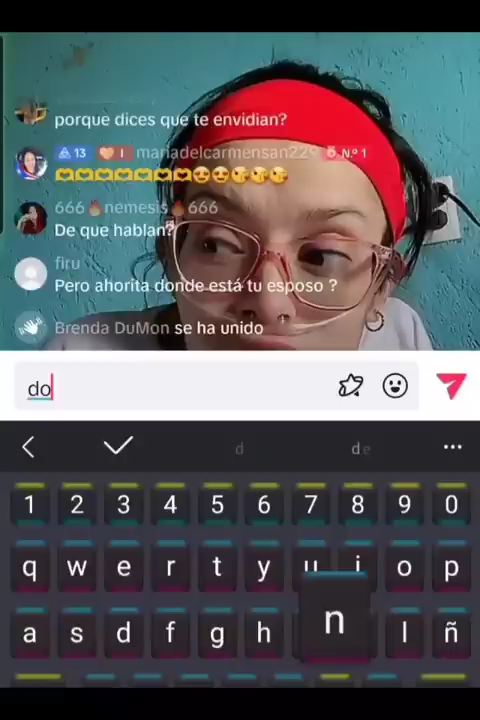 porque dices que te envidian?
13 1 mariadelcarmensan229 N.º 1
🫶🫶🫶🫶🫶🫶🫶😍😍😘😘😘
666🔥nemesis🔥666
De que hablan?
firu
Pero ahorita donde está tu esposo ?
Brenda DuMon se ha unido
do
d de
1 2 3 4 5 6 7 8 9 0
q w e r t y u i o p
a s d f g h n l ñ